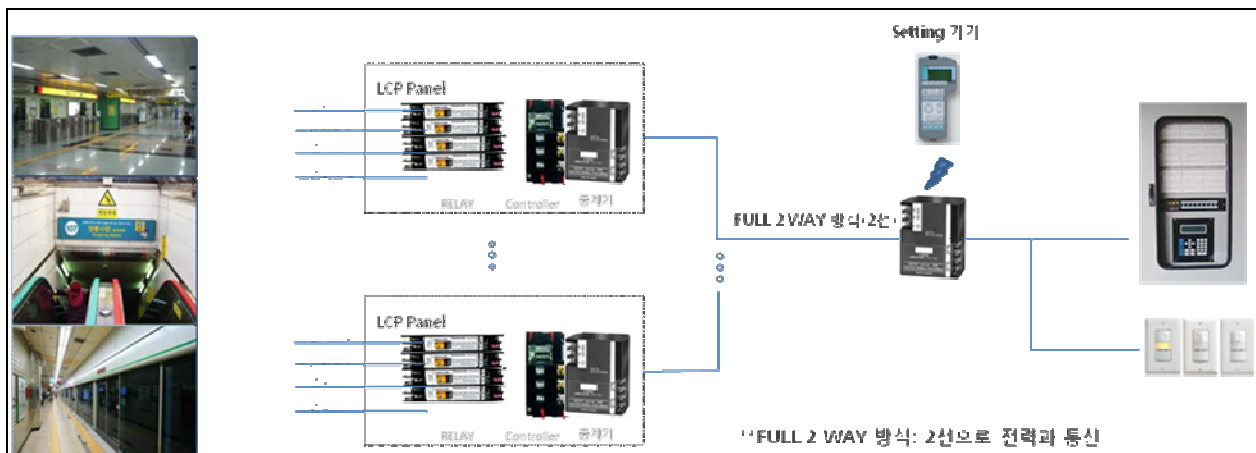 Setting 기기
LCP Panel
RELAY Controller 중계기
FULL 2 WAY 방식·2선·
LCP Panel
RELAY Controller 중계기
FULL 2 WAY 방식: 2선으로 전력과 통신